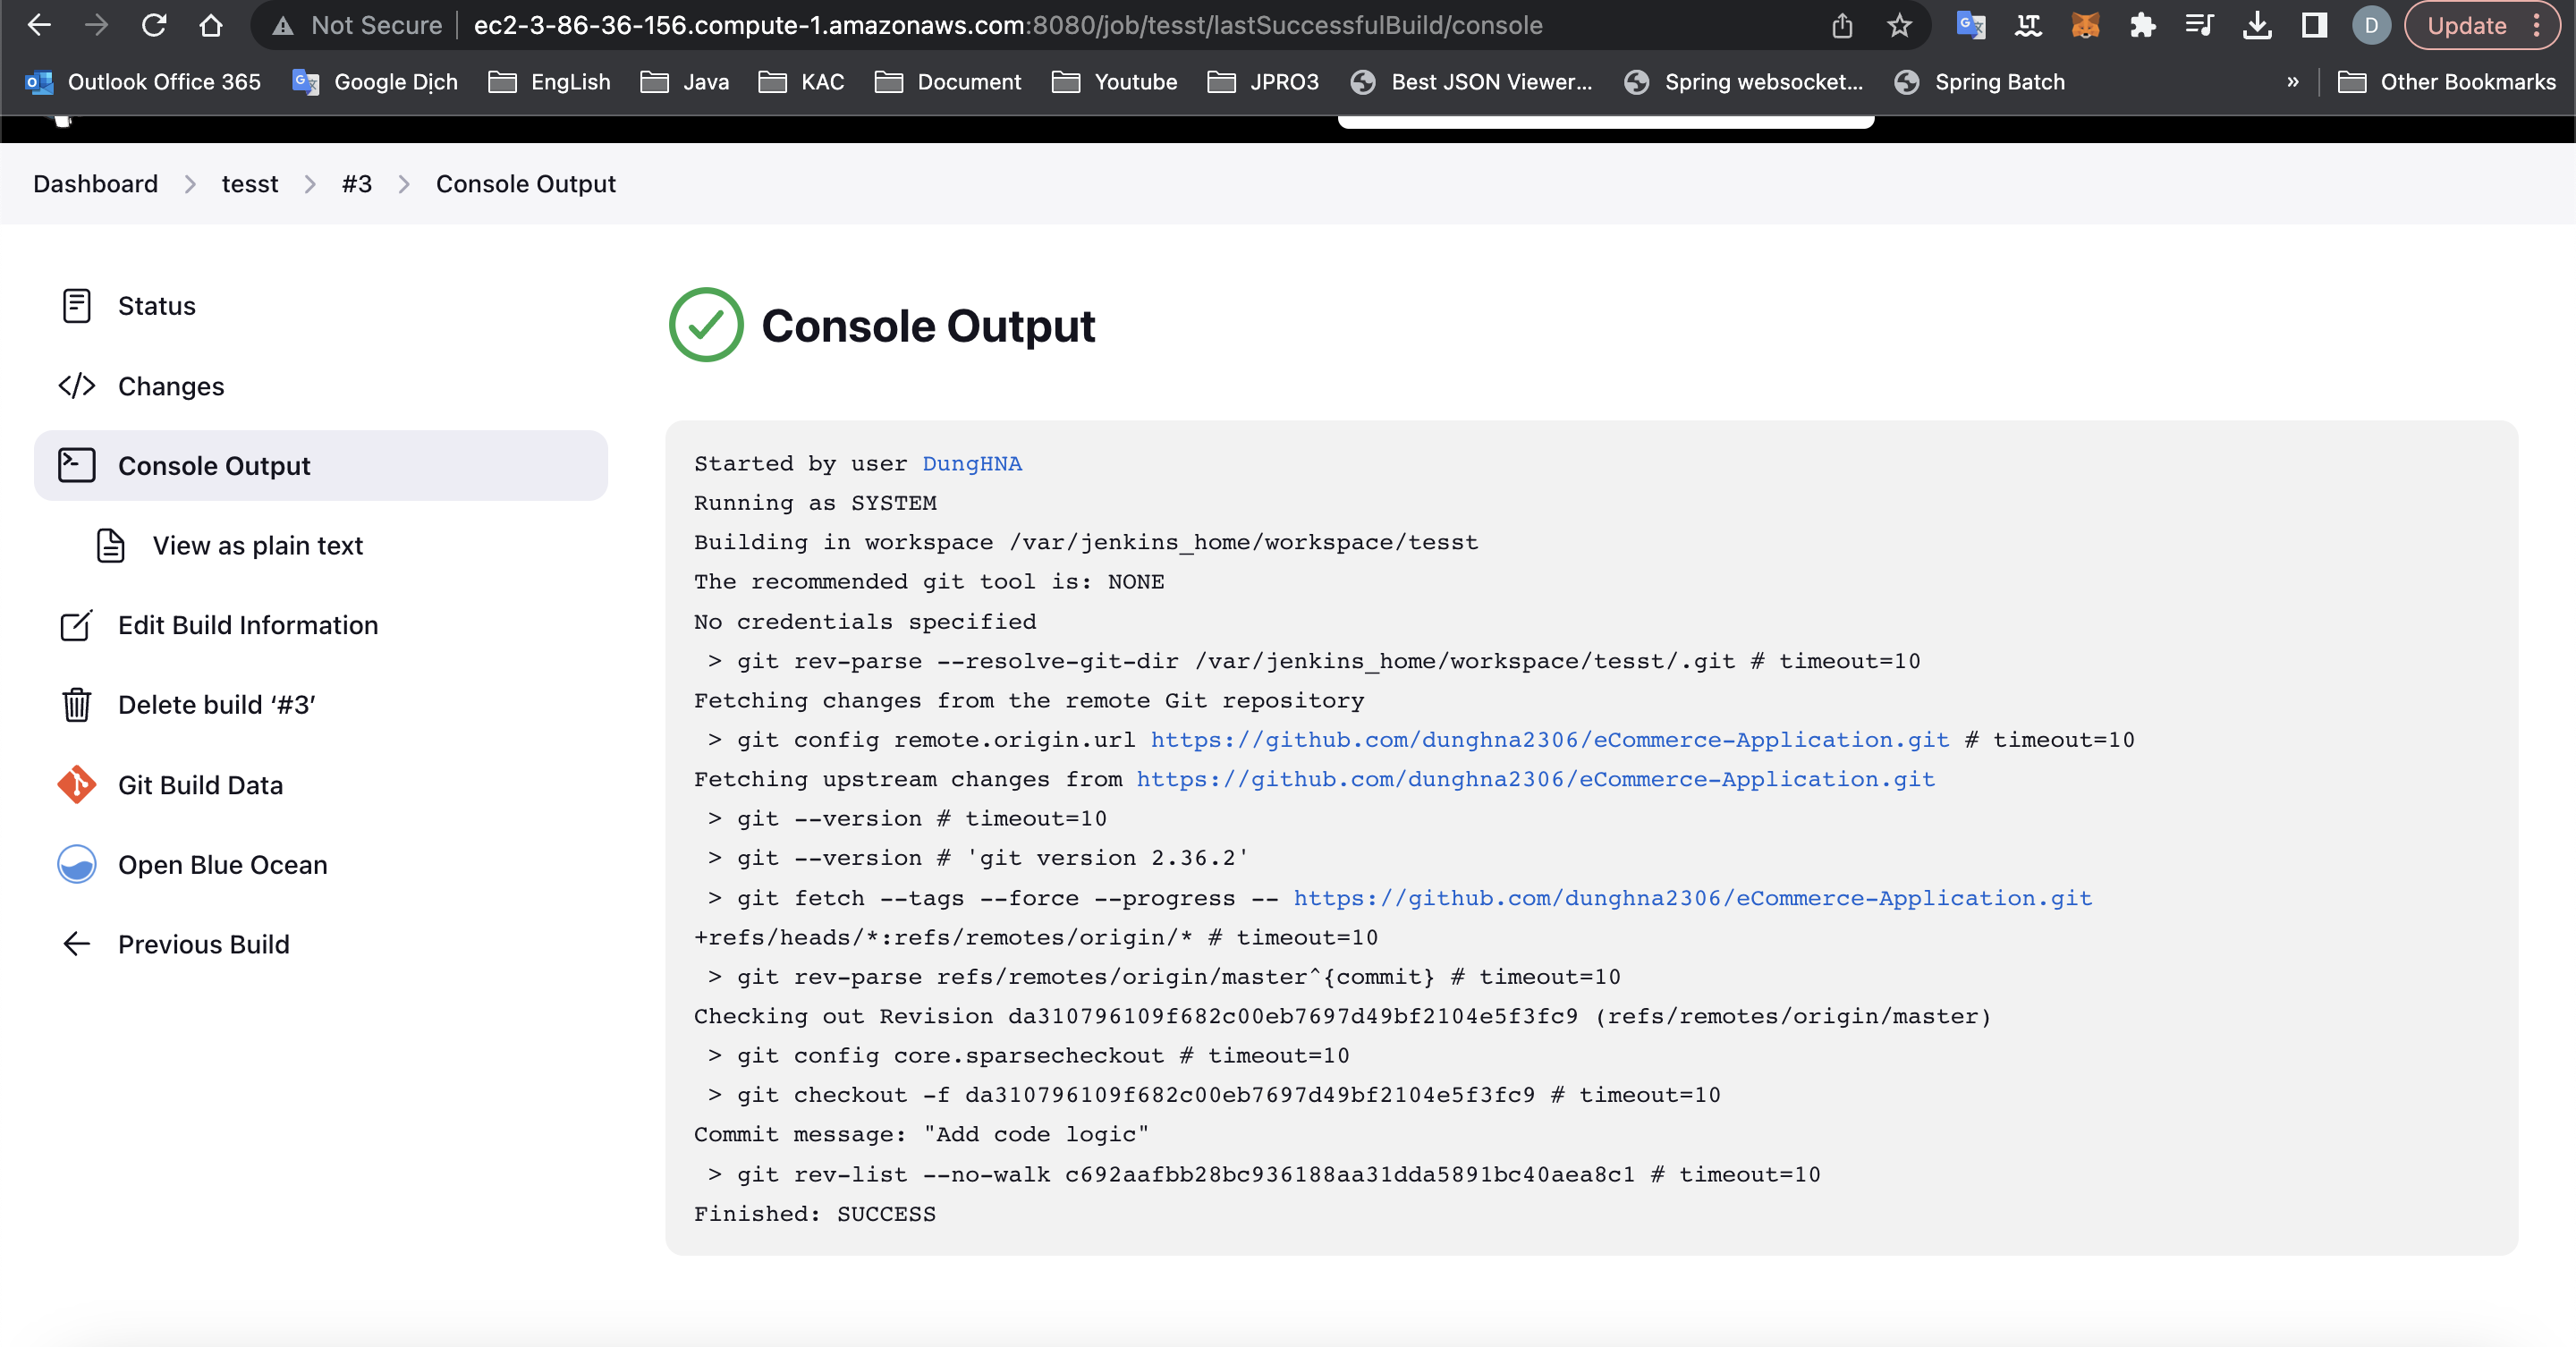 Not Secure
ec2-3-86-36-156.compute-1.amazonaws.com:8080/job/tesst/lastSuccessfulBuild/console
D
Update
Outlook Office 365
Google Dịch
EngLish
Java
KAC
Document
Youtube
JPRO3
Best JSON Viewer...
Spring websocket...
Spring Batch
»
Other Bookmarks
Dashboard > tesst > #3 > Console Output
Status
Changes
Console Output
View as plain text
Edit Build Information
Delete build ‘#3’
Git Build Data
Open Blue Ocean
Previous Build
Console Output
Started by user DungHNA
Running as SYSTEM
Building in workspace /var/jenkins_home/workspace/tesst
The recommended git tool is: NONE
No credentials specified
> git rev-parse --resolve-git-dir /var/jenkins_home/workspace/tesst/.git # timeout=10
Fetching changes from the remote Git repository
> git config remote.origin.url https://github.com/dunghna2306/eCommerce-Application.git # timeout=10
Fetching upstream changes from https://github.com/dunghna2306/eCommerce-Application.git
> git --version # timeout=10
> git --version # 'git version 2.36.2'
> git fetch --tags --force --progress -- https://github.com/dunghna2306/eCommerce-Application.git
+refs/heads/*:refs/remotes/origin/* # timeout=10
> git rev-parse refs/remotes/origin/master^{commit} # timeout=10
Checking out Revision da310796109f682c00eb7697d49bf2104e5f3fc9 (refs/remotes/origin/master)
> git config core.sparsecheckout # timeout=10
> git checkout -f da310796109f682c00eb7697d49bf2104e5f3fc9 # timeout=10
Commit message: "Add code logic"
> git rev-list --no-walk c692aafbb28bc936188aa31dda5891bc40aea8c1 # timeout=10
Finished: SUCCESS